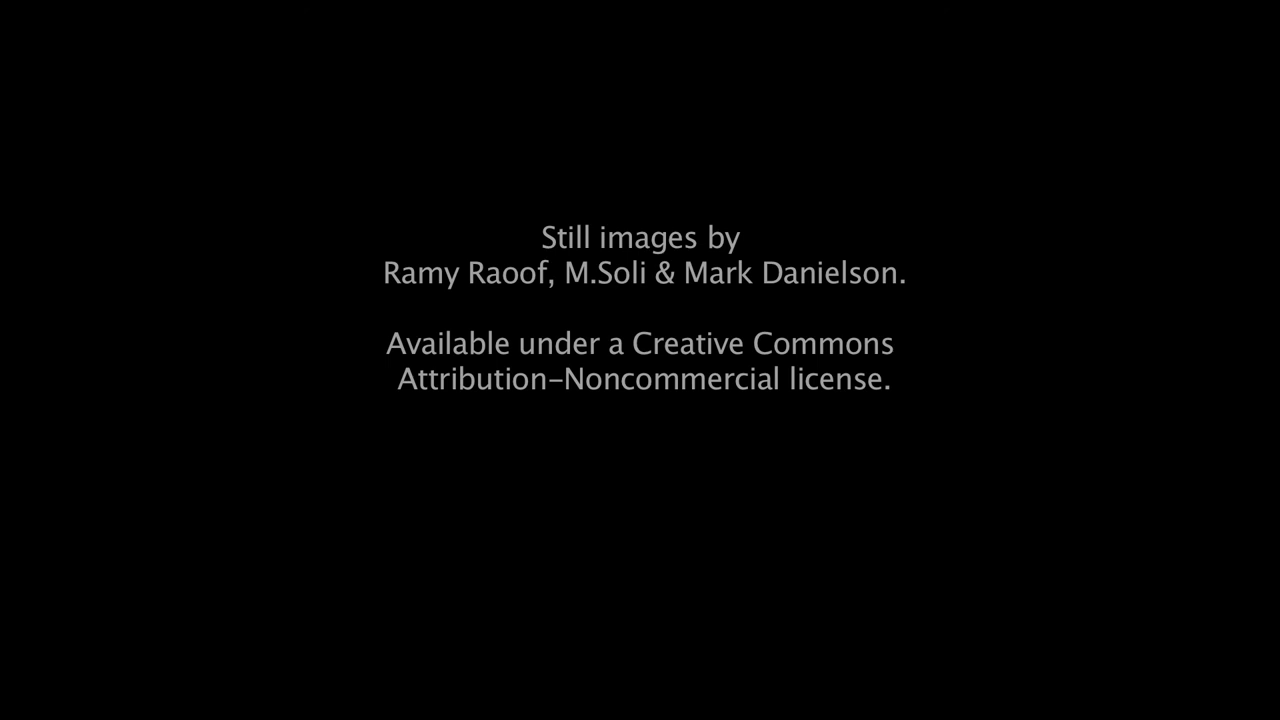 Still images by
Ramy Raoof, M.Soli & Mark Danielson.
Available under a Creative Commons
Attribution–Noncommercial license.